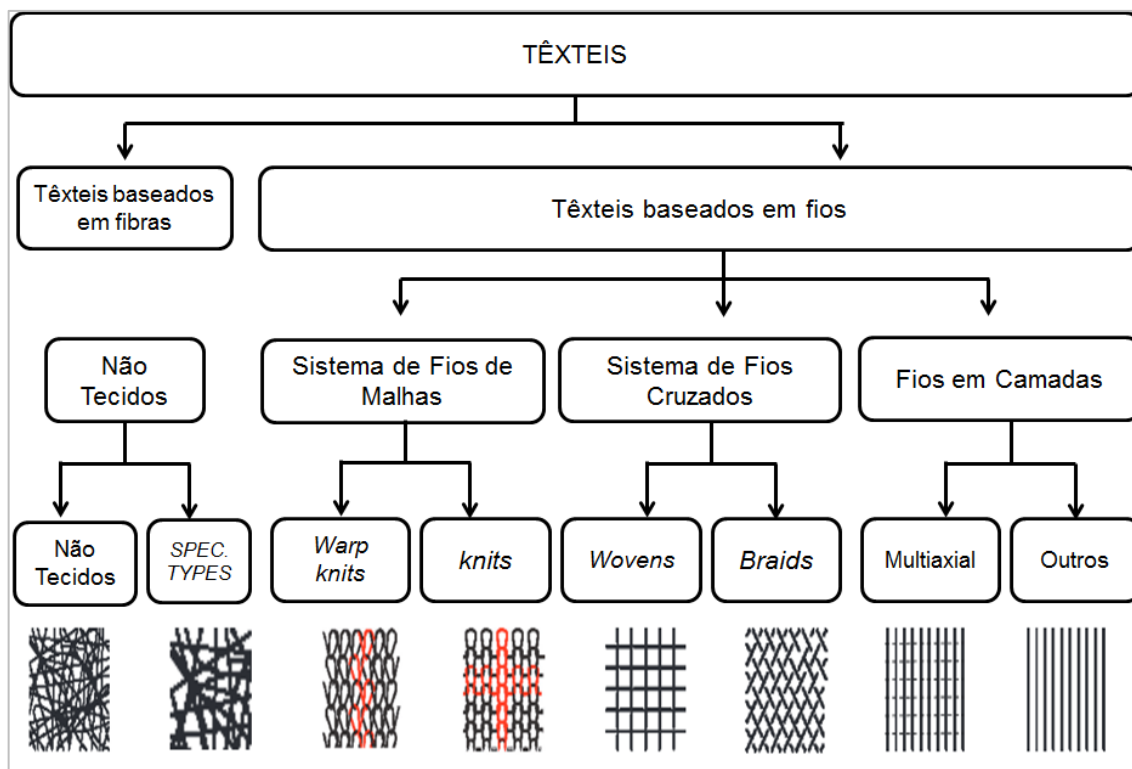 TÊXTEIS
Têxteis baseados
em fibras
Têxteis baseados em fios
Não
Tecidos
Sistema de Fios de
Malhas
Sistema de Fios
Cruzados
Fios em Camadas
Não
Tecidos
SPEC.
TYPES
Warp
knits
knits
Wovens
Braids
Multiaxial
Outros